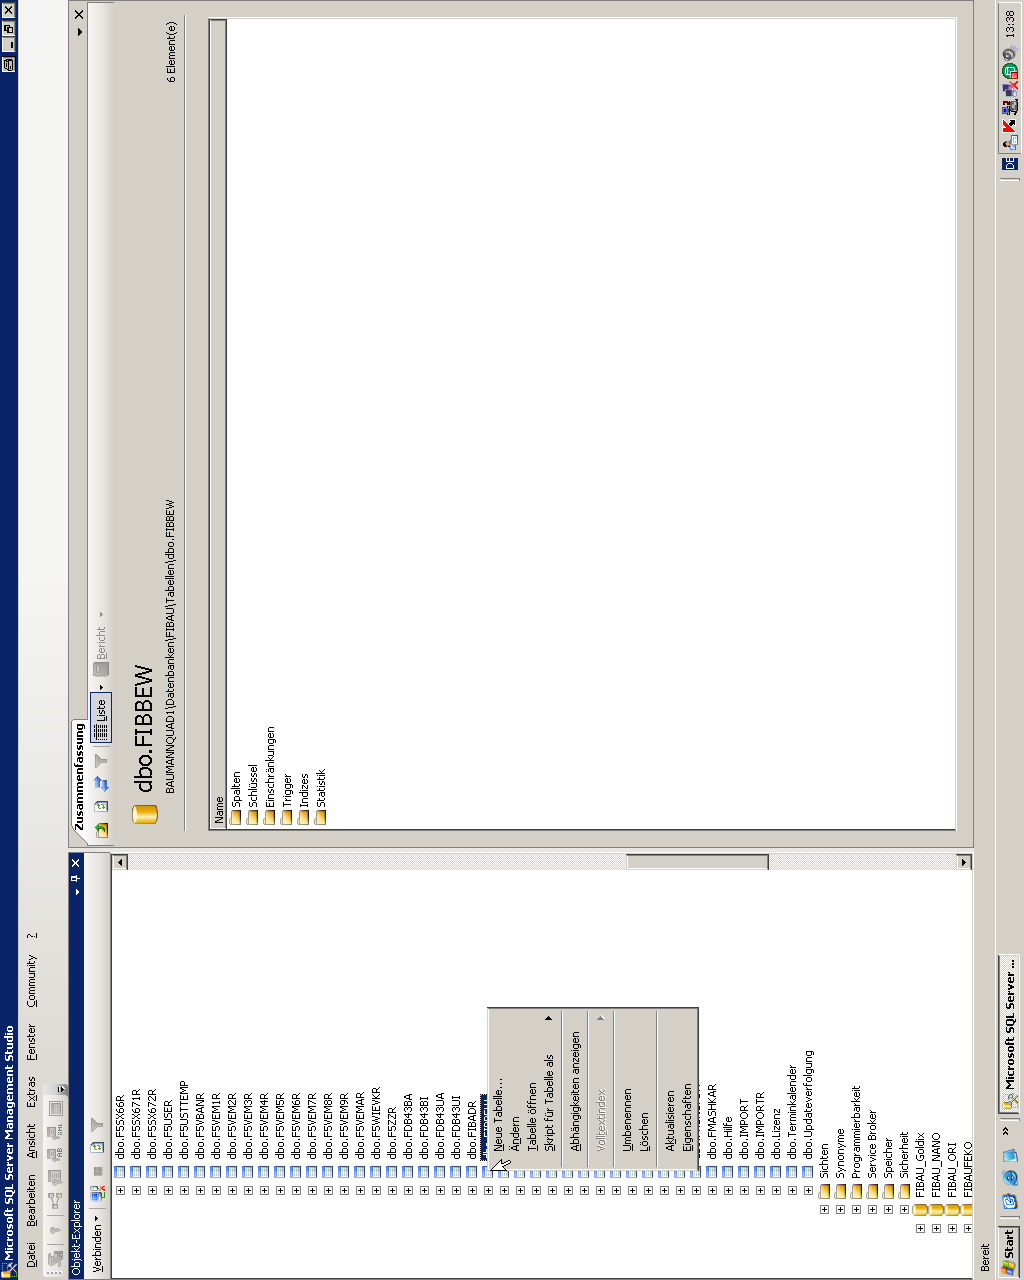 Microsoft SQL Server Management Studio
Datei Bearbeiten Ansicht Extras Fenster Community ?
Objekt-Explorer
Verbinden
dbo.F5SX66R
dbo.F5SX671R
dbo.F5SX672R
dbo.F5USER
dbo.F5USTTEMP
dbo.F5VBANR
dbo.F5VEM1R
dbo.F5VEM2R
dbo.F5VEM3R
dbo.F5VEM4R
dbo.F5VEM5R
dbo.F5VEM6R
dbo.F5VEM7R
dbo.F5VEM8R
dbo.F5VEM9R
dbo.F5VEMAR
dbo.F5WIEVKR
dbo.F5ZZR
dbo.FDB43BA
dbo.FDB43BI
dbo.FDB43UA
dbo.FDB43UI
dbo.FIBADR
Neue Tabelle...
Ändern
Tabelle öffnen
Skript für Tabelle als
Abhängigkeiten anzeigen
Volltextindex
Umbenennen
Löschen
Aktualisieren
Eigenschaften
dbo.FMASHKAR
dbo.Hilfe
dbo.IMPORT
dbo.IMPORTR
dbo.Lizenz
dbo.Terminkalender
dbo.Updateverfolgung
Sichten
Synonyme
Programmierbarkeit
Service Broker
Speicher
Sicherheit
FIBAU_Goldix
FIBAU_NANO
FIBAU_ORI
FIBAUFEKO
Zusammenfassung
Liste Bericht
dbo.FIBBEW
BAUMANNQUAD1\Datenbanken\FIBAU\Tabellen\dbo.FIBBEW
6 Element(e)
Name
Spalten
Schlüssel
Einschränkungen
Trigger
Indizes
Statistik
Bereit
Start
»
Microsoft SQL Server ...
DE
13:38